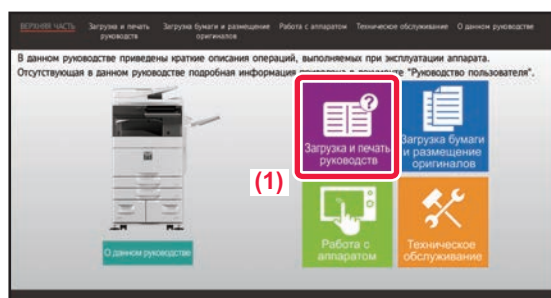 ВЕРХНЯЯ ЧАСТЬ
Загрузка и печать
руководств
Загрузка бумаги и размещение
оригиналов
Работа с аппаратом
Техническое обслуживание
О данном руководстве
В данном руководстве приведены краткие описания операций, выполняемых при эксплуатации аппарата.
Отсутствующая в данном руководстве подробная информация приведена в документе "Руководство пользователя".
Загрузка и печать
руководств
Загрузка бумаги
и размещение
оригиналов
(1)
Работа с
аппаратом
Техническое
обслуживание
О данном руководстве